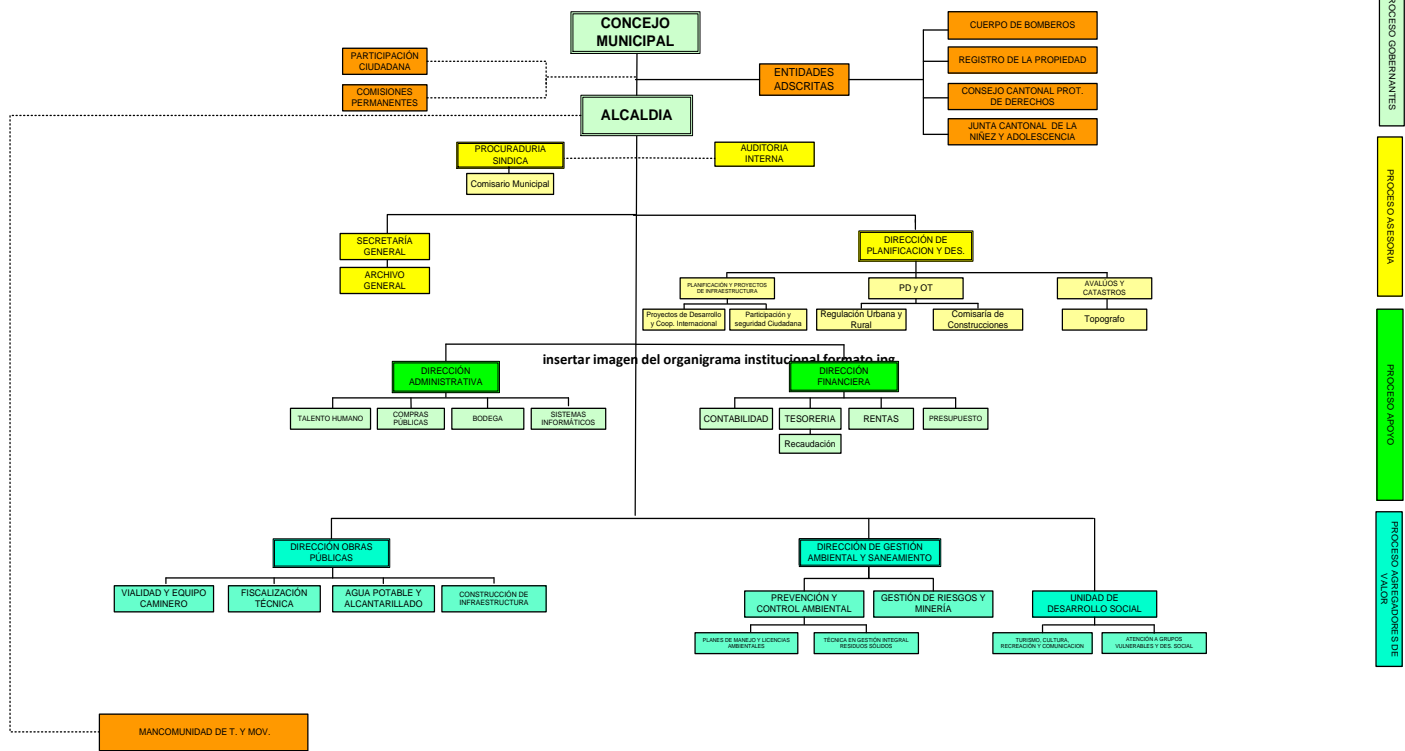 CONCEJO
MUNICIPAL
PARTICIPACIÓN
CIUDADANA
COMISIONES
PERMANENTES
ENTIDADES
ADSCRITAS
CUERPO DE BOMBEROS
REGISTRO DE LA PROPIEDAD
CONSEJO CANTONAL PROT.
DE DERECHOS
JUNTA CANTONAL DE LA
NIÑEZ Y ADOLESCENCIA
ALCALDIA
PROCURADURIA
SINDICA
AUDITORIA
INTERNA
Comisario Municipal
SECRETARÍA
GENERAL
ARCHIVO
GENERAL
DIRECCIÓN DE
PLANIFICACION Y DES.
PLANIFICACIÓN Y PROYECTOS
DE INFRAESTRUCTURA
PD y OT
AVALUOS Y
CATASTROS
Proyectos de Desarrollo
y Coop. Internacional
Participación y
seguridad Ciudadana
Regulación Urbana y
Rural
Comisaría de
Construcciones
Topografo
insertar imagen del organigrama institucional formato jpg
DIRECCIÓN
ADMINISTRATIVA
DIRECCIÓN
FINANCIERA
TALENTO HUMANO
COMPRAS
PÚBLICAS
BODEGA
SISTEMAS
INFORMÁTICOS
CONTABILIDAD
TESORERIA
RENTAS
PRESUPUESTO
Recaudación
DIRECCIÓN OBRAS
PÚBLICAS
DIRECCIÓN DE GESTIÓN
AMBIENTAL Y SANEAMIENTO
VIALIDAD Y EQUIPO
CAMINERO
FISCALIZACIÓN
TÉCNICA
AGUA POTABLE Y
ALCANTARILLADO
CONSTRUCCIÓN DE
INFRAESTRUCTURA
PREVENCIÓN Y
CONTROL AMBIENTAL
GESTIÓN DE RIESGOS Y
MINERÍA
UNIDAD DE
DESARROLLO SOCIAL
PLANES DE MANEJO Y LICENCIAS
AMBIENTALES
TÉCNICA EN GESTIÓN INTEGRAL
RESIDUOS SÓLIDOS
TURISMO, CULTURA,
RECREACIÓN Y COMUNICACION
ATENCIÓN A GRUPOS
VULNERABLES Y DES. SOCIAL
MANCOMUNIDAD DE T. Y MOV.
ROCESO GOBERNANTES
PROCESO ASESORIA
PROCESO APOYO
PROCESO AGREGADORES DE
VALOR